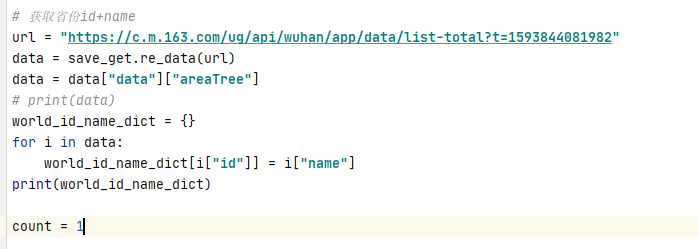 # 获取省份id+name
url = "https://c.m.163.com/ug/api/wuhan/app/data/list-total?t=1593844081982"
data = save_get.re_data(url)
data = data["data"]["areaTree"]
# print(data)
world_id_name_dict = {}
for i in data:
    world_id_name_dict[i["id"]] = i["name"]
print(world_id_name_dict)
count = 1